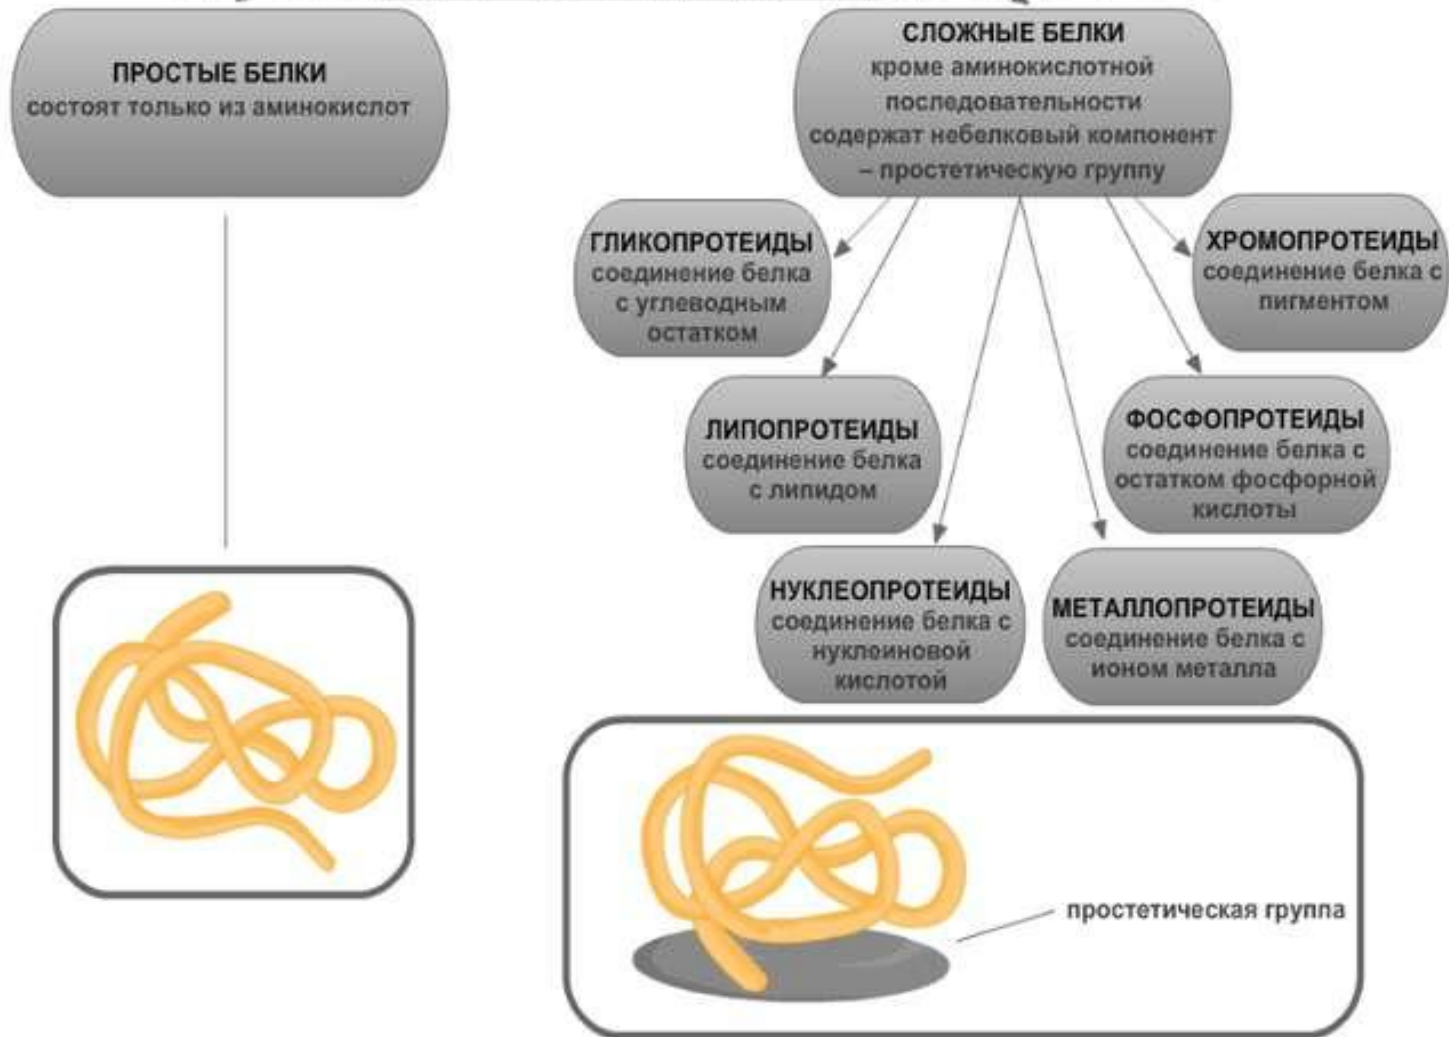 ПРОСТЫЕ БЕЛКИ
состоят только из аминокислот
СЛОЖНЫЕ БЕЛКИ
кроме аминокислотной
последовательности
содержат небелковый компонент
– простетическую группу
ГЛИКОПРОТЕИДЫ
соединение белка
с углеводным
остатком
ХРОМОПРОТЕИДЫ
соединение белка с
пигментом
ЛИПОПРОТЕИДЫ
соединение белка
с липидом
ФОСФОПРОТЕИДЫ
соединение белка с
остатком фосфорной
кислоты
НУКЛЕОПРОТЕИДЫ
соединение белка с
нуклеиновой
кислотой
МЕТАЛЛОПРОТЕИДЫ
соединение белка с
ионом металла
простетическая группа